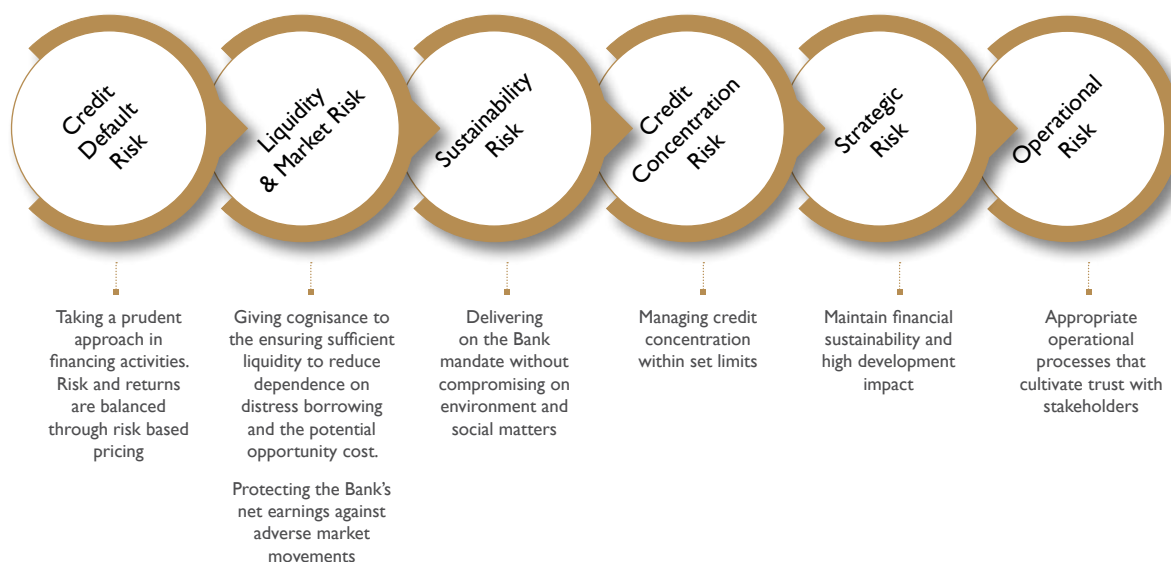 Credit
Default
Risk
Liquidity
& Market Risk
Sustainability
Risk
Credit
Concentration
Risk
Strategic
Risk
Operational
Risk
Taking a prudent
approach in
financing activities.
Risk and returns
are balanced
through risk based
pricing
Giving cognisance to
the ensuring sufficient
liquidity to reduce
dependence on
distress borrowing
and the potential
opportunity cost.
Protecting the Bank's
net earnings against
adverse market
movements
Delivering
on the Bank
mandate without
compromising on
environment and
social matters
Managing credit
concentration
within set limits
Maintain financial
sustainability and
high development
impact
Appropriate
operational
processes that
cultivate trust with
stakeholders